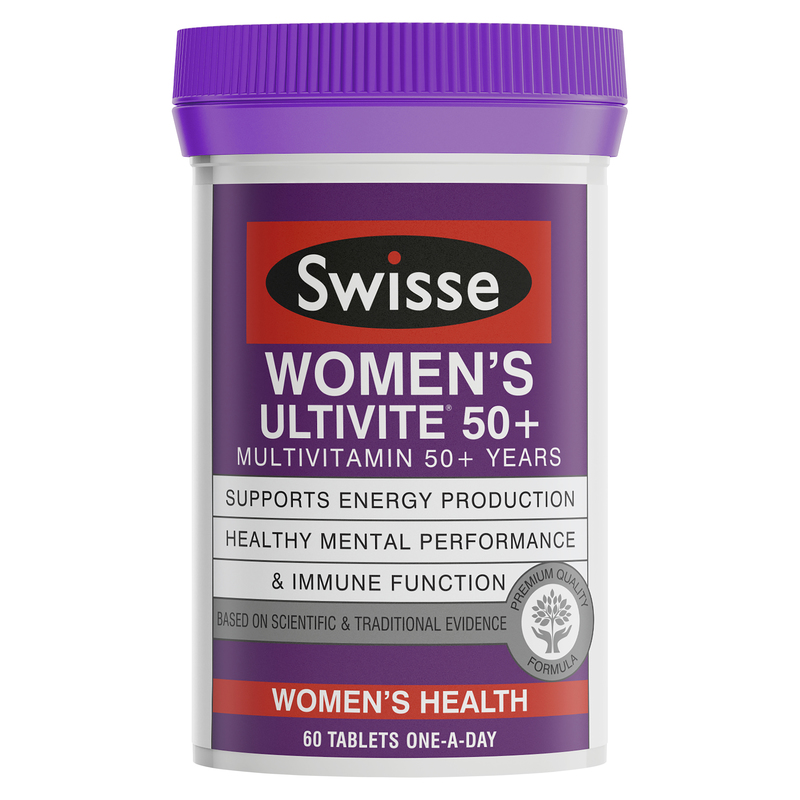 Swisse
WOMEN'S
ULTIVITE® 50+
MULTIVITAMIN 50+ YEARS
SUPPORTS ENERGY PRODUCTION
HEALTHY MENTAL PERFORMANCE
& IMMUNE FUNCTION
BASED ON SCIENTIFIC & TRADITIONAL EVIDENCE
PREMIUM QUALITY
FORMULA
WOMEN'S HEALTH
60 TABLETS ONE-A-DAY